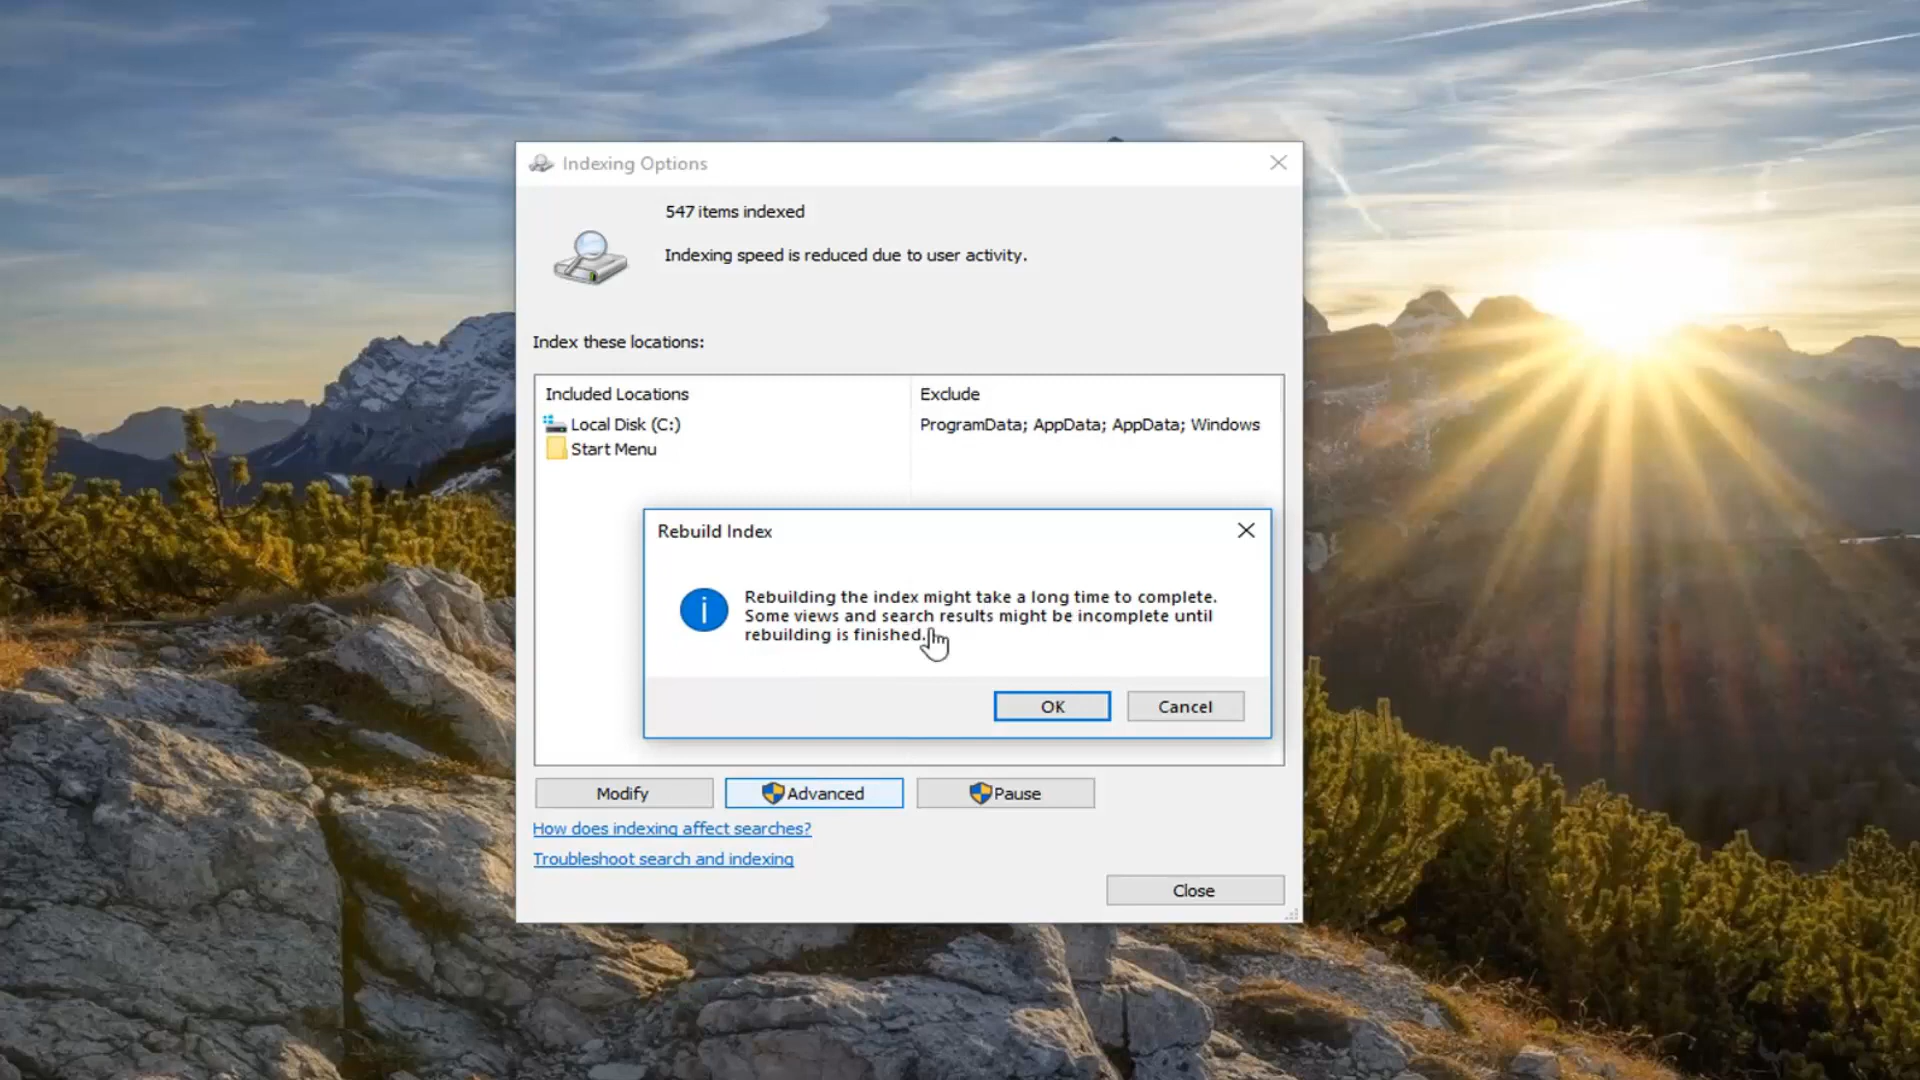 Indexing Options
547 items indexed
Indexing speed is reduced due to user activity.
Index these locations:
Included Locations
Exclude
Local Disk (C:)
ProgramData; AppData; AppData; Windows
Start Menu
Rebuild Index
Rebuilding the index might take a long time to complete.
Some views and search results might be incomplete until
rebuilding is finished.
OK
Cancel
Modify
Advanced
Pause
How does indexing affect searches?
Troubleshoot search and indexing
Close